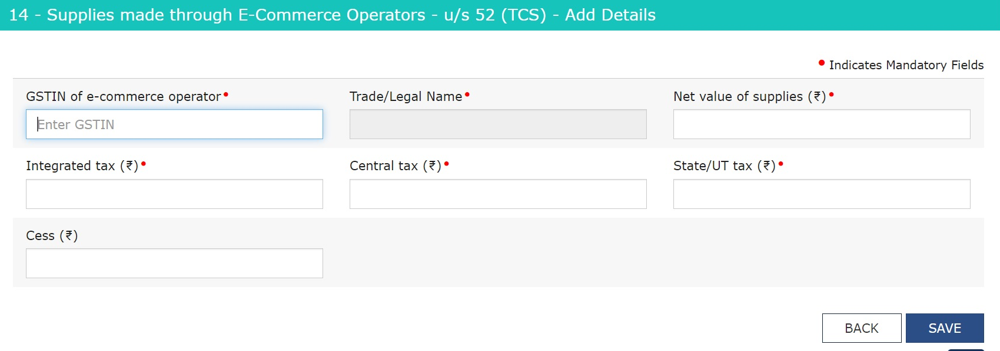 14 - Supplies made through E-Commerce Operators - u/s 52 (TCS) - Add Details
• Indicates Mandatory Fields
GSTIN of e-commerce operator• Trade/Legal Name• Net value of supplies (₹)•
Enter GSTIN
Integrated tax (₹)• Central tax (₹)• State/UT tax (₹)•
Cess (₹)
BACK SAVE